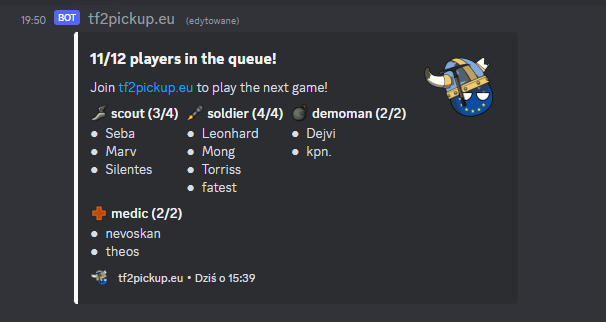 19:50 BOT tf2pickup.eu (edytowane)
11/12 players in the queue!
Join tf2pickup.eu to play the next game!
scout (3/4) soldier (4/4) demoman (2/2)
● Seba ● Leonhard ● Dejvi
● Marv ● Mong ● kpn.
● Silentes ● Torriss
● fatest
medic (2/2)
● nevoskan
● theos
tf2pickup.eu • Dziś o 15:39